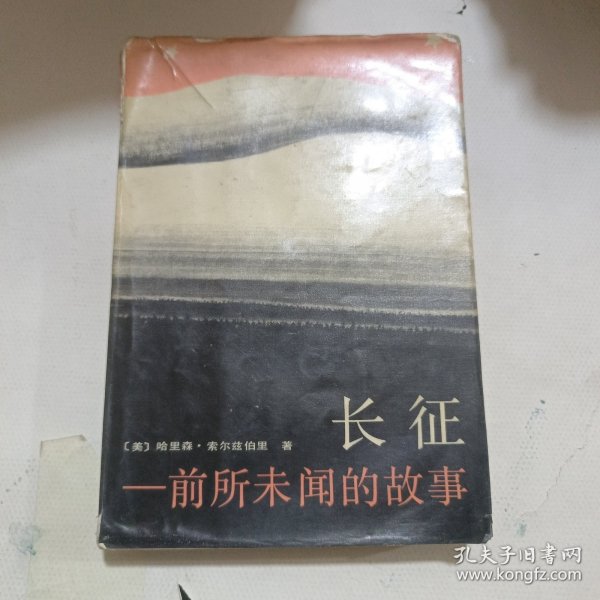 长征
〔美〕哈里森·索尔兹伯里 著
—前所未闻的故事
孔夫子旧书网
www.kongfz.com